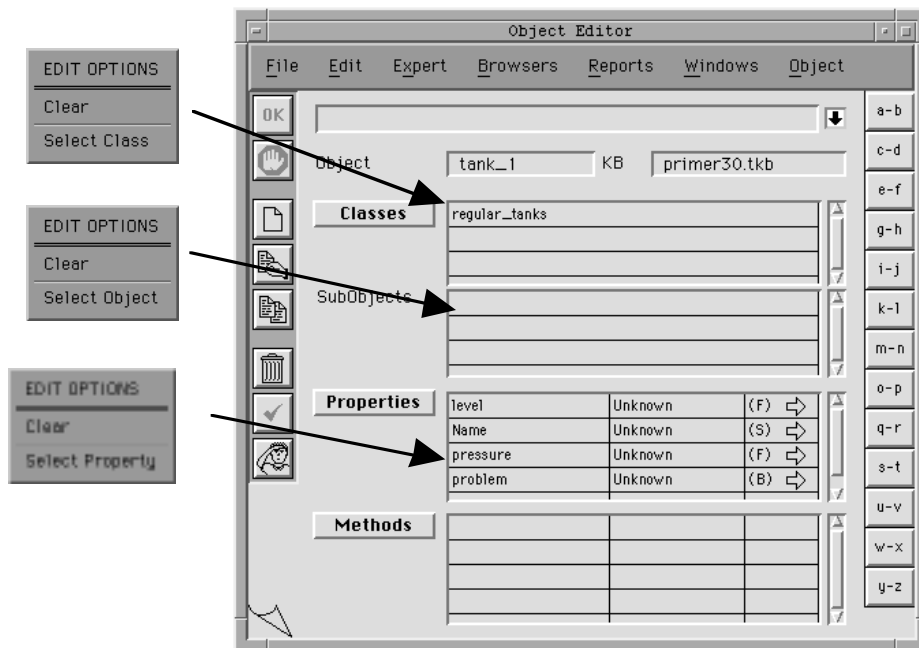 EDIT OPTIONS
Clear
Select Class
EDIT OPTIONS
Clear
Select Object
EDIT OPTIONS
Clear
Select Property
Object Editor
File Edit Expert Browsers Reports Windows Object
OK
Object tank_1 KB primer30.tkb
Classes regular_tanks
SubObjects
Properties level Unknown (F)
Name Unknown (S)
pressure Unknown (F)
problem Unknown (B)
Methods
a-b
c-d
e-f
g-h
i-j
k-l
m-n
o-p
q-r
s-t
u-v
w-x
y-z